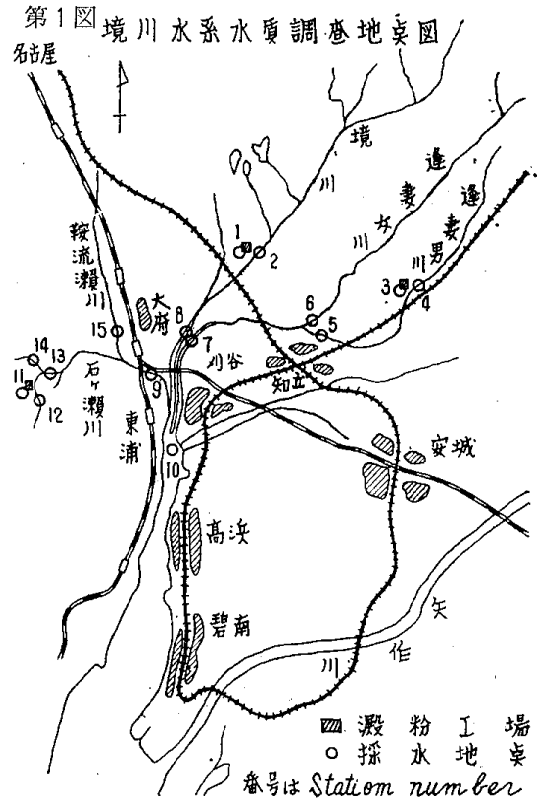 第1図 境川水系水質調査地点図
名古屋
境
川
逢
妻
女
川
逢
妻
男
川
鞍流瀬川
大府
1
2
3
4
6
5
8
7
15
14
13
11
12
9
10
刈谷
知立
石ヶ瀬川
東浦
安城
高浜
碧南
矢
作
川
澱粉工場
採水地点
番号は Station number